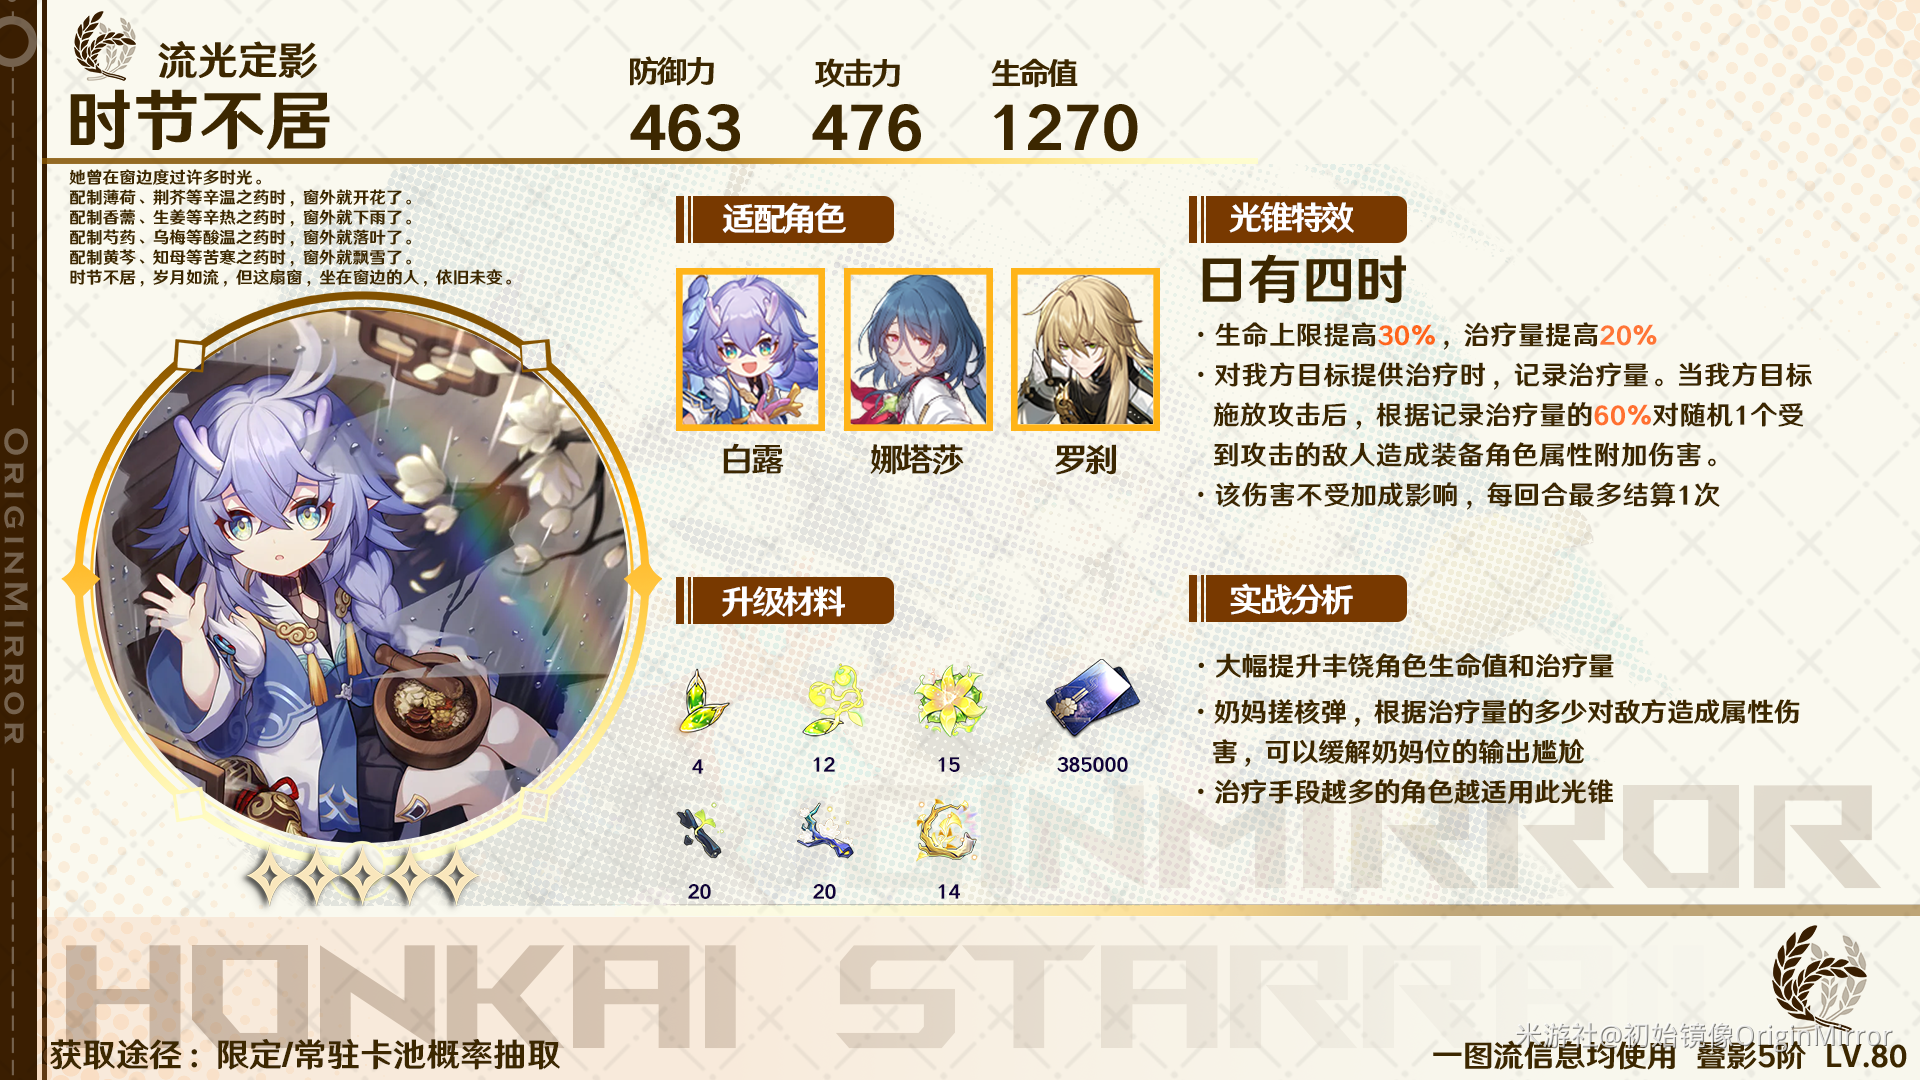 流光定影
时节不居
防御力
463
攻击力
476
生命值
1270
她曾在窗边度过许多时光。
配制薄荷、荆芥等辛温之药时，窗外就开花了。
配制香薷、生姜等辛热之药时，窗外就下雨了。
配制芍药、乌梅等酸温之药时，窗外就落叶了。
配制黄芩、知母等苦寒之药时，窗外就飘雪了。
时节不居，岁月如流，但这扇窗，坐在窗边的人，依旧未变。
适配角色
白露
娜塔莎
罗刹
光锥特效
日有四时
· 生命上限提高30%，治疗量提高20%
· 对我方目标提供治疗时，记录治疗量。当我方目标
施放攻击后，根据记录治疗量的60%对随机1个受
到攻击的敌人造成装备角色属性附加伤害。
· 该伤害不受加成影响，每回合最多结算1次
升级材料
4
12
15
385000
20
20
14
实战分析
· 大幅提升丰饶角色生命值和治疗量
· 奶妈搓核弹，根据治疗量的多少对敌方造成属性伤
害，可以缓解奶妈位的输出尴尬
· 治疗手段越多的角色越适用此光锥
ORIGINMIRROR
HONKAI STARRAIL
获取途径：限定/常驻卡池概率抽取
米游社@初始镜像OriginMirror
一图流信息均使用 叠影5阶 LV.80